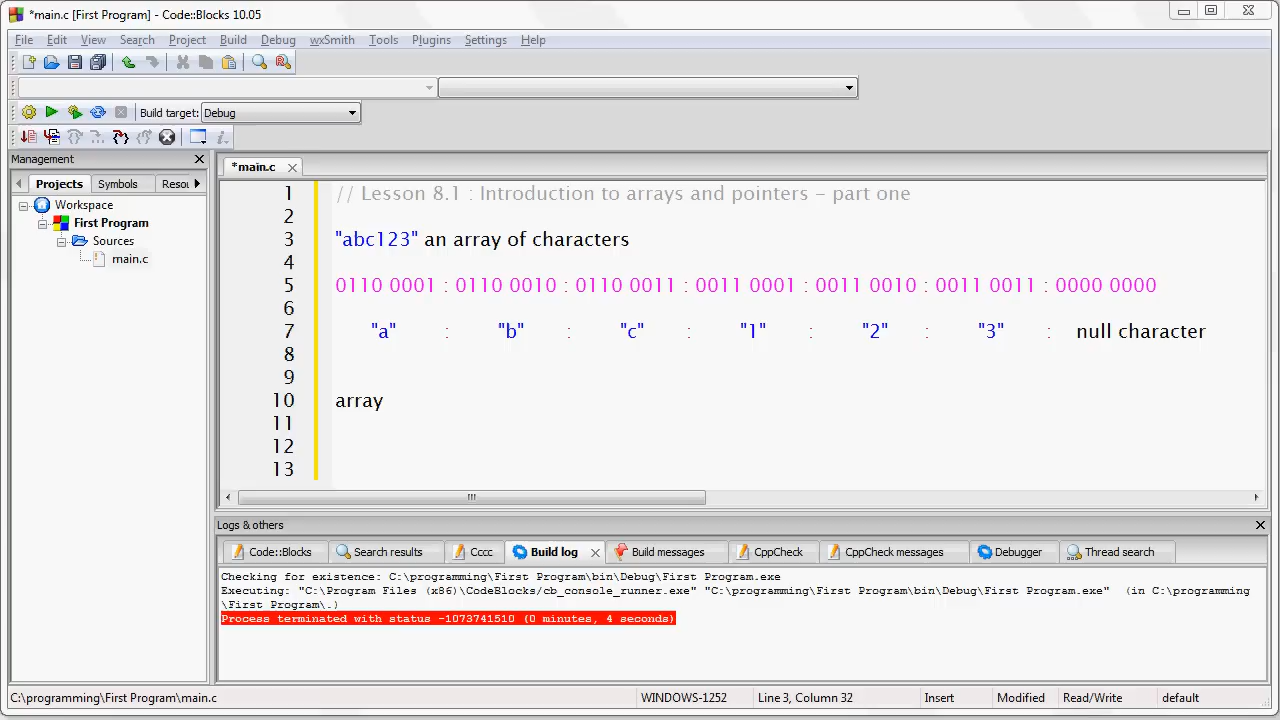 *main.c [First Program] - Code::Blocks 10.05
File Edit View Search Project Build Debug wxSmith Tools Plugins Settings Help
Build target: Debug
Management
*main.c
Projects Symbols Resou
Workspace
First Program
Sources
main.c
1 // Lesson 8.1 : Introduction to arrays and pointers - part one
2
3 "abc123" an array of characters
4
5 0110 0001 : 0110 0010 : 0110 0011 : 0011 0001 : 0011 0010 : 0011 0011 : 0000 0000
6
7 "a" : "b" : "c" : "1" : "2" : "3" : null character
8
9
10 array
11
12
13
Logs & others
Code::Blocks Search results Cccc Build log Build messages CppCheck CppCheck messages Debugger Thread search
Checking for existence: C:\programming\First Program\bin\Debug\First Program.exe
Executing: "C:\Program Files (x86)\CodeBlocks/cb_console_runner.exe" "C:\programming\First Program\bin\Debug\First Program.exe" (in C:\programming
\First Program\.)
Process terminated with status -1073741510 (0 minutes, 4 seconds)
C:\programming\First Program\main.c WINDOWS-1252 Line 3, Column 32 Insert Modified Read/Write default